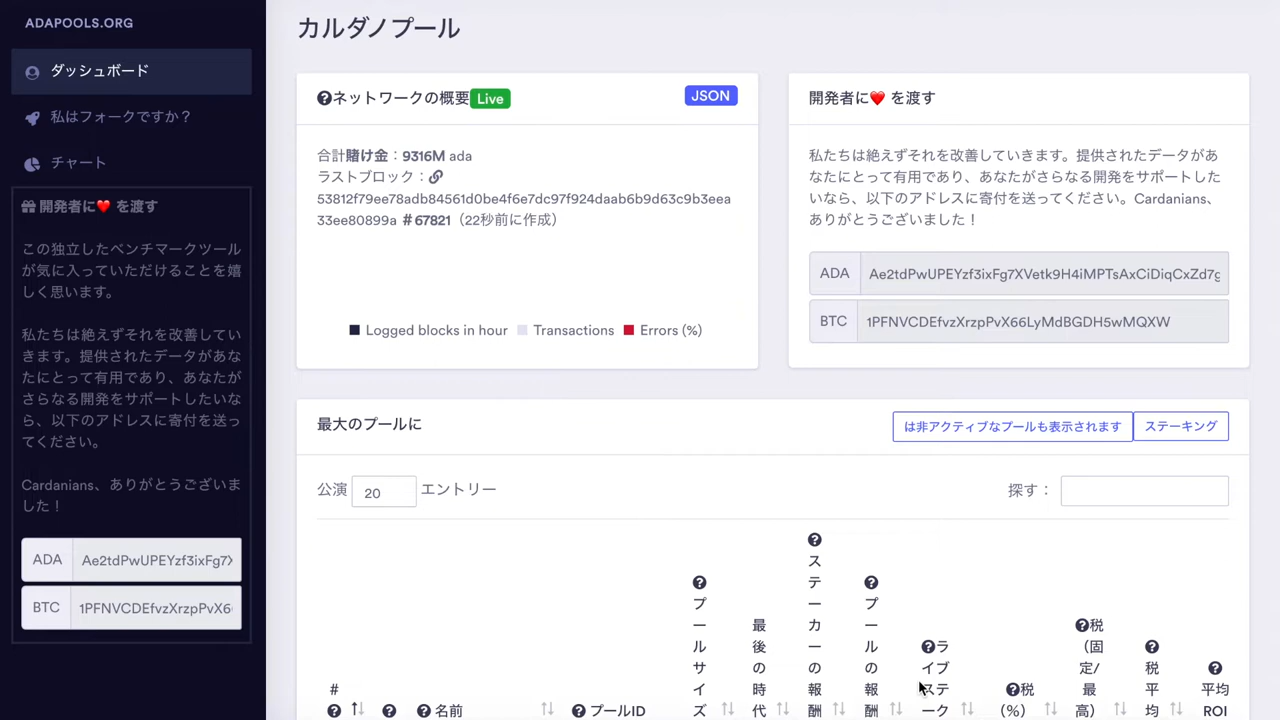 ADAPOOLS.ORG
ダッシュボード
私はフォークですか？
チャート
開発者に❤️ を渡す
この独立したベンチマークツール
が気に入っていただけることを嬉
しく思います。
私たちは絶えずそれを改善してい
きます。提供されたデータがあな
たにとって有用であり、あなたが
さらなる開発をサポートしたいな
ら、以下のアドレスに寄付を送っ
てください。
Cardanians、ありがとうございま
した！
ADA Ae2tdPwUPEYzf3ixFg7X
BTC 1PFNVCDEfvzXrzpPvX6
カルダノプール
ネットワークの概要 Live JSON
合計賭け金：9316M ada
ラストブロック：
53812f79ee78adb84561d0be4f6e7dc97f924daab6b9d63c9b3eea
33ee80899a #67821（22秒前に作成）
Logged blocks in hour Transactions Errors (%)
開発者に❤️ を渡す
私たちは絶えずそれを改善していきます。提供されたデータがあ
なたにとって有用であり、あなたがさらなる開発をサポートした
いなら、以下のアドレスに寄付を送ってください。Cardanians、
ありがとうございました！
ADA Ae2tdPwUPEYzf3ixFg7XVetk9H4iMPTsAxCiDiqCxZd7g
BTC 1PFNVCDEfvzXrzpPvX66LyMdBGDH5wMQXW
最大のプールに は非アクティブなプールも表示されます ステーキング
公演 20 エントリー 探す：
#
名前
プールID
プールサイズ
最後の時代
ステーカーの報酬
プールの報酬
ライブステーク
税（%）
税（固定/最
税平均
平均ROI